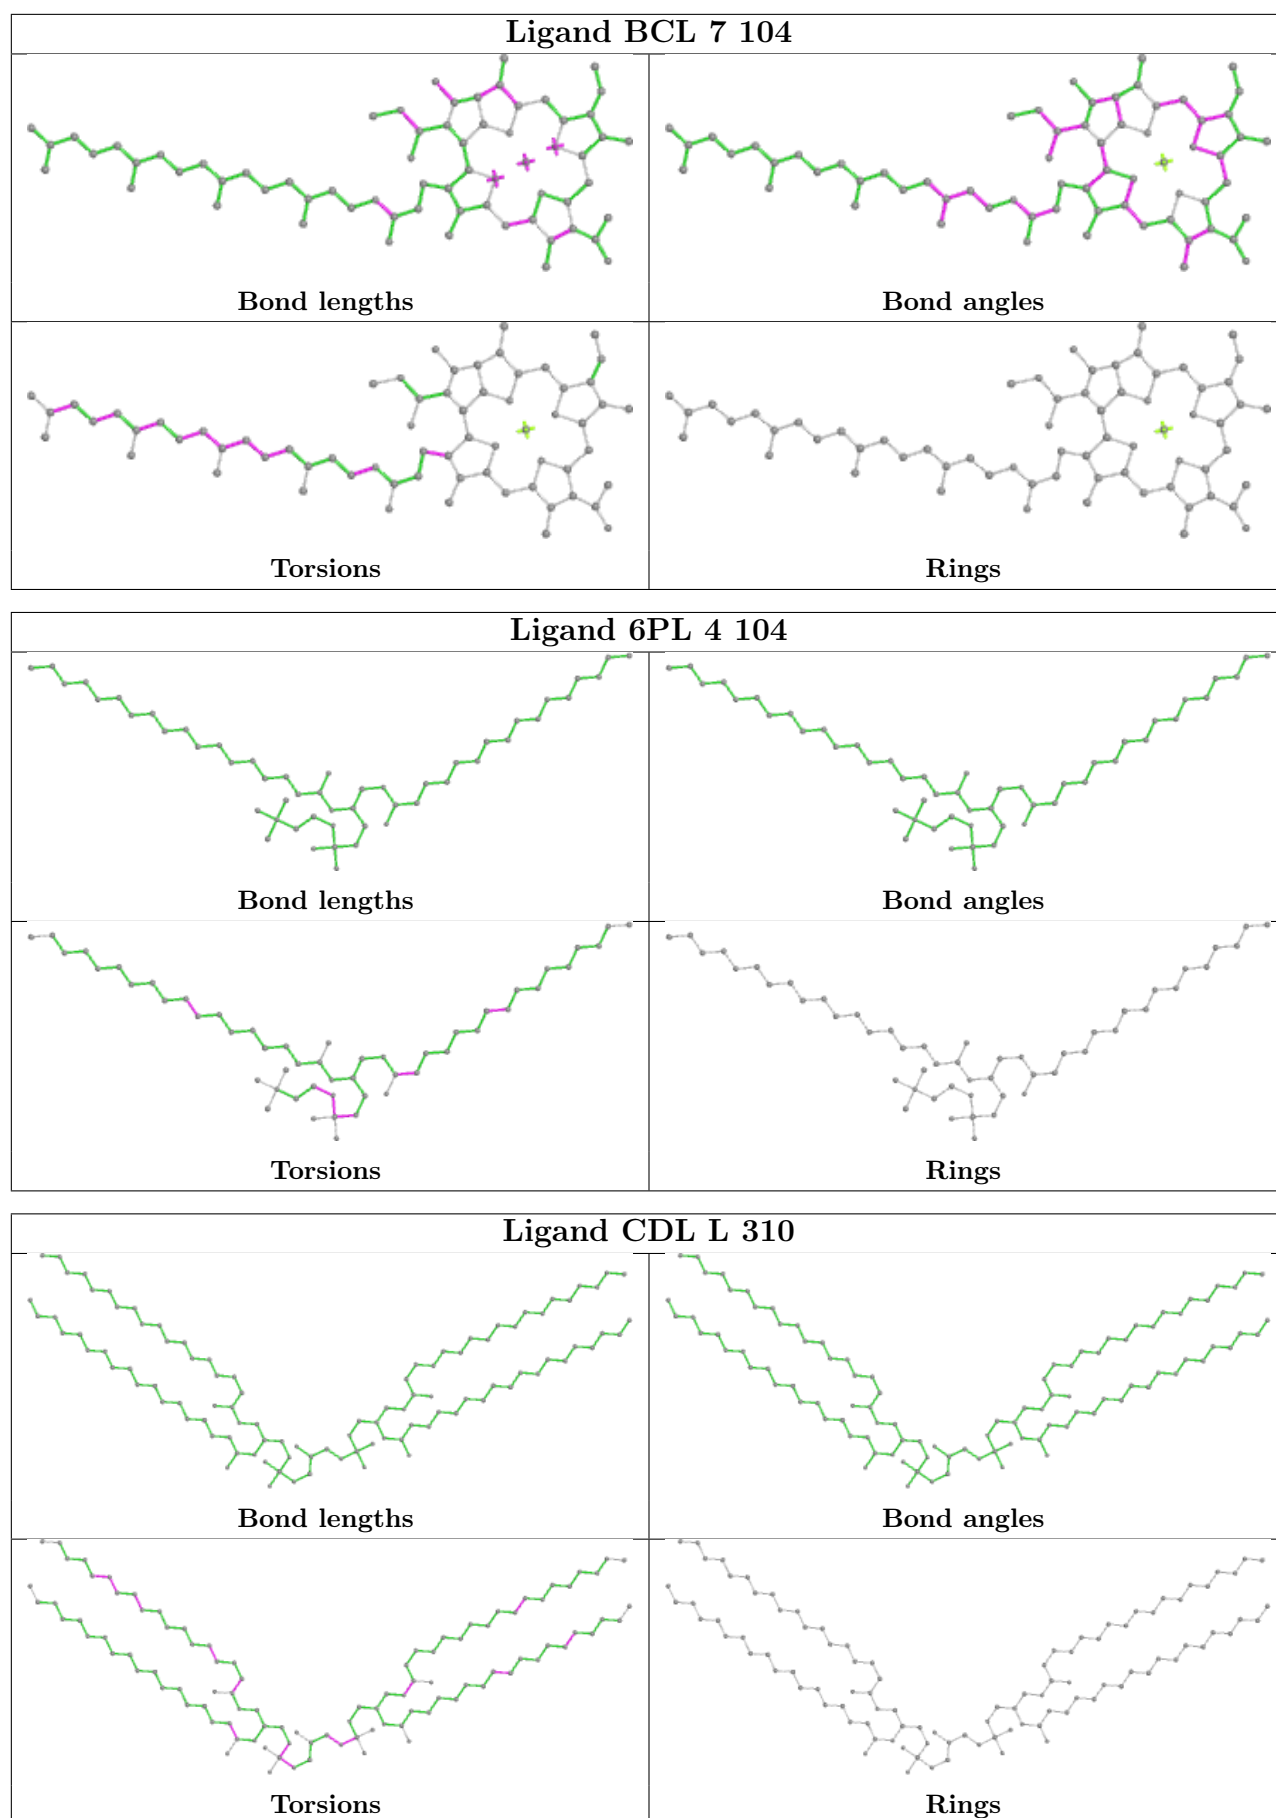 Ligand BCL 7 104
Bond lengths
Bond angles
Torsions
Rings
Ligand 6PL 4 104
Bond lengths
Bond angles
Torsions
Rings
Ligand CDL L 310
Bond lengths
Bond angles
Torsions
Rings